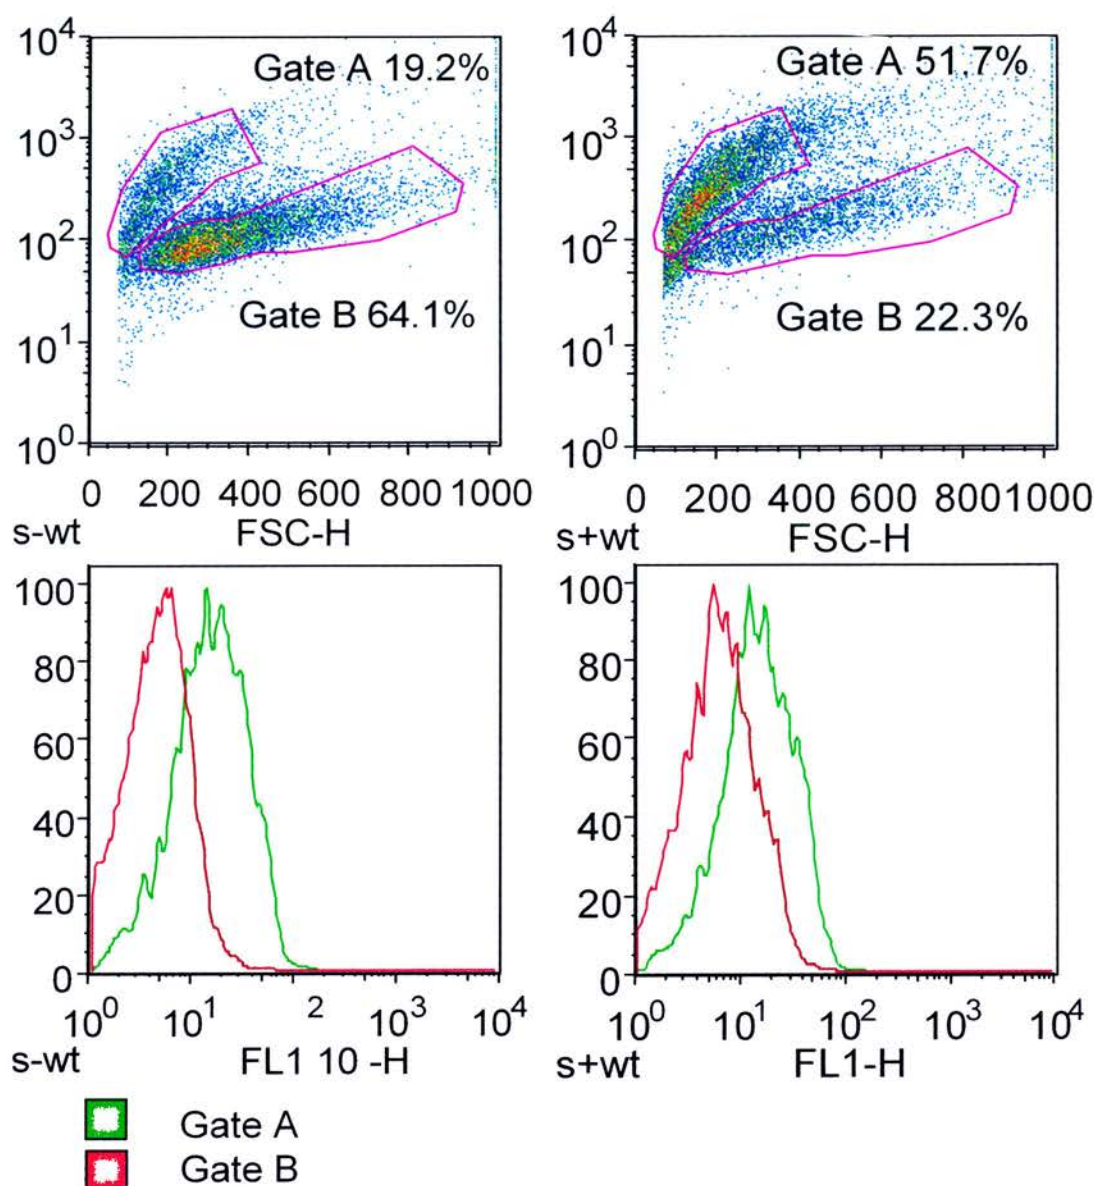 10⁴
Gate A 19.2%
10³
10²
Gate B 64.1%
10¹
10⁰
0 200 400 600 800 1000
s-wt FSC-H
10⁴
Gate A 51.7%
10³
10²
Gate B 22.3%
10¹
10⁰
0 200 400 600 800 1000
s+wt FSC-H
100
80
60
40
20
0
10⁰ 10¹ 2 10³ 10⁴
s-wt FL1 10 -H
100
80
60
40
20
0
10⁰ 10¹ 10² 10³ 10⁴
s+wt FL1-H
Gate A
Gate B